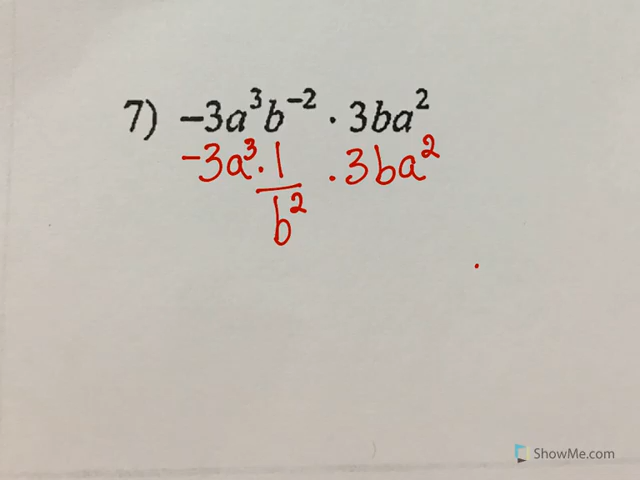 7) −3a³b⁻² · 3ba²
-3a³ · 1/b² · 3ba²
ShowMe.com